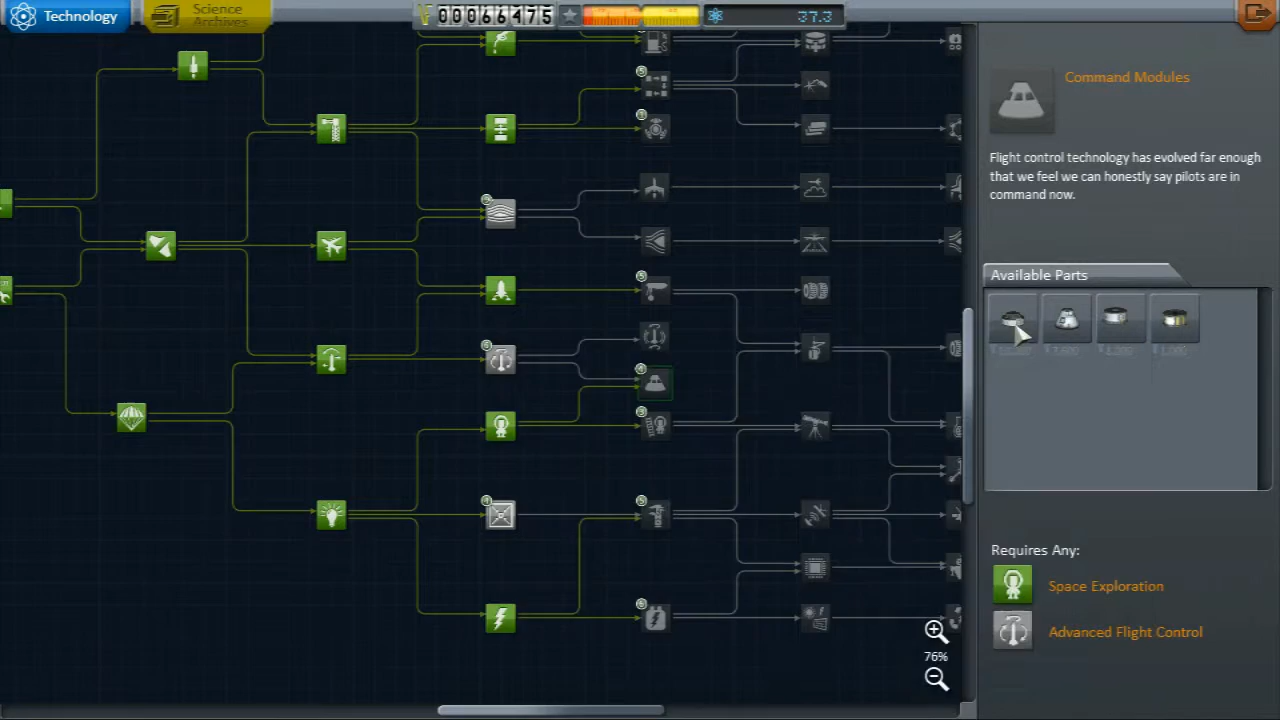 Technology
Science
Archives
00066475
37.3
Command Modules
Flight control technology has evolved far enough
that we feel we can honestly say pilots are in
command now.
Available Parts
Requires Any:
Space Exploration
Advanced Flight Control
76%